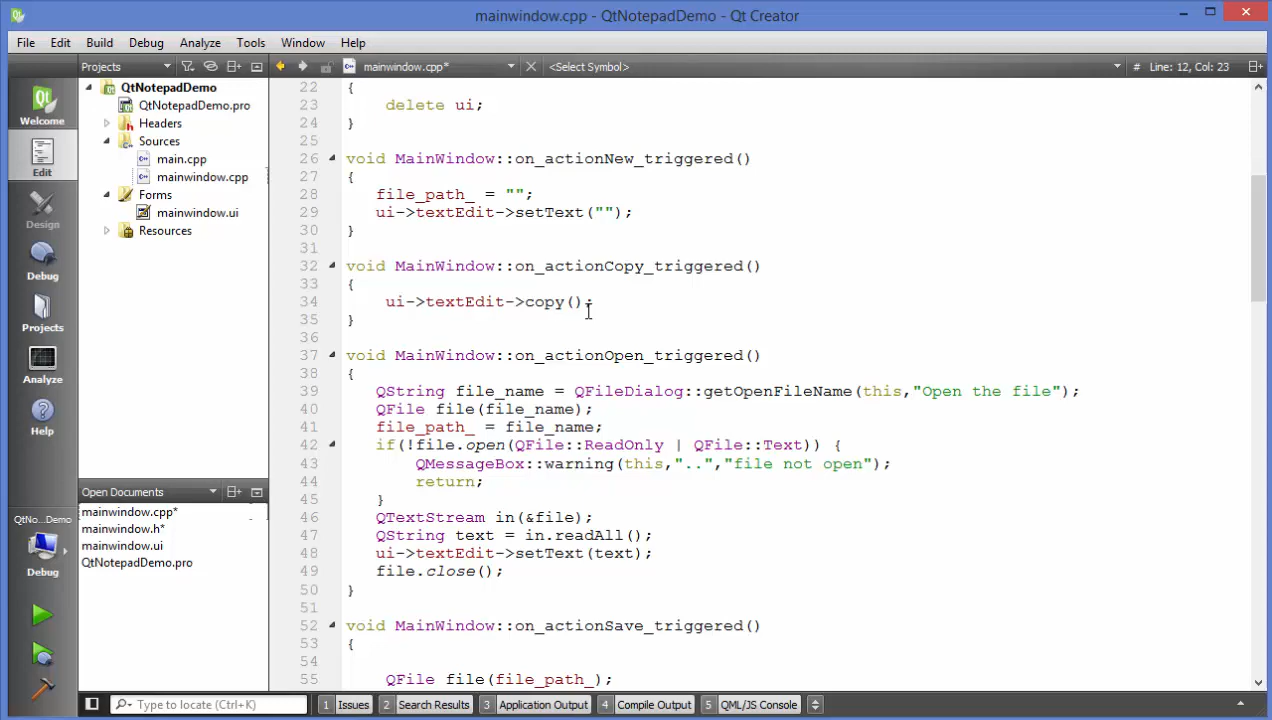 mainwindow.cpp - QtNotepadDemo - Qt Creator
File Edit Build Debug Analyze Tools Window Help
Projects mainwindow.cpp* <Select Symbol> # Line: 12, Col: 23
Welcome
Edit
Design
Debug
Projects
Analyze
Help
QtNo...Demo
Debug
QtNotepadDemo
QtNotepadDemo.pro
Headers
Sources
main.cpp
mainwindow.cpp
Forms
mainwindow.ui
Resources
Open Documents
mainwindow.cpp*
mainwindow.h*
mainwindow.ui
QtNotepadDemo.pro
22 {
23 delete ui;
24 }
25
26 void MainWindow::on_actionNew_triggered()
27 {
28 file_path_ = "";
29 ui->textEdit->setText("");
30 }
31
32 void MainWindow::on_actionCopy_triggered()
33 {
34 ui->textEdit->copy();
35 }
36
37 void MainWindow::on_actionOpen_triggered()
38 {
39 QString file_name = QFileDialog::getOpenFileName(this,"Open the file");
40 QFile file(file_name);
41 file_path_ = file_name;
42 if(!file.open(QFile::ReadOnly | QFile::Text)) {
43 QMessageBox::warning(this,"..","file not open");
44 return;
45 }
46 QTextStream in(&file);
47 QString text = in.readAll();
48 ui->textEdit->setText(text);
49 file.close();
50 }
51
52 void MainWindow::on_actionSave_triggered()
53 {
54
55 QFile file(file_path_);
Type to locate (Ctrl+...) 1 Issues 2 Search Results 3 Application Output 4 Compile Output 5 QML/JS Console